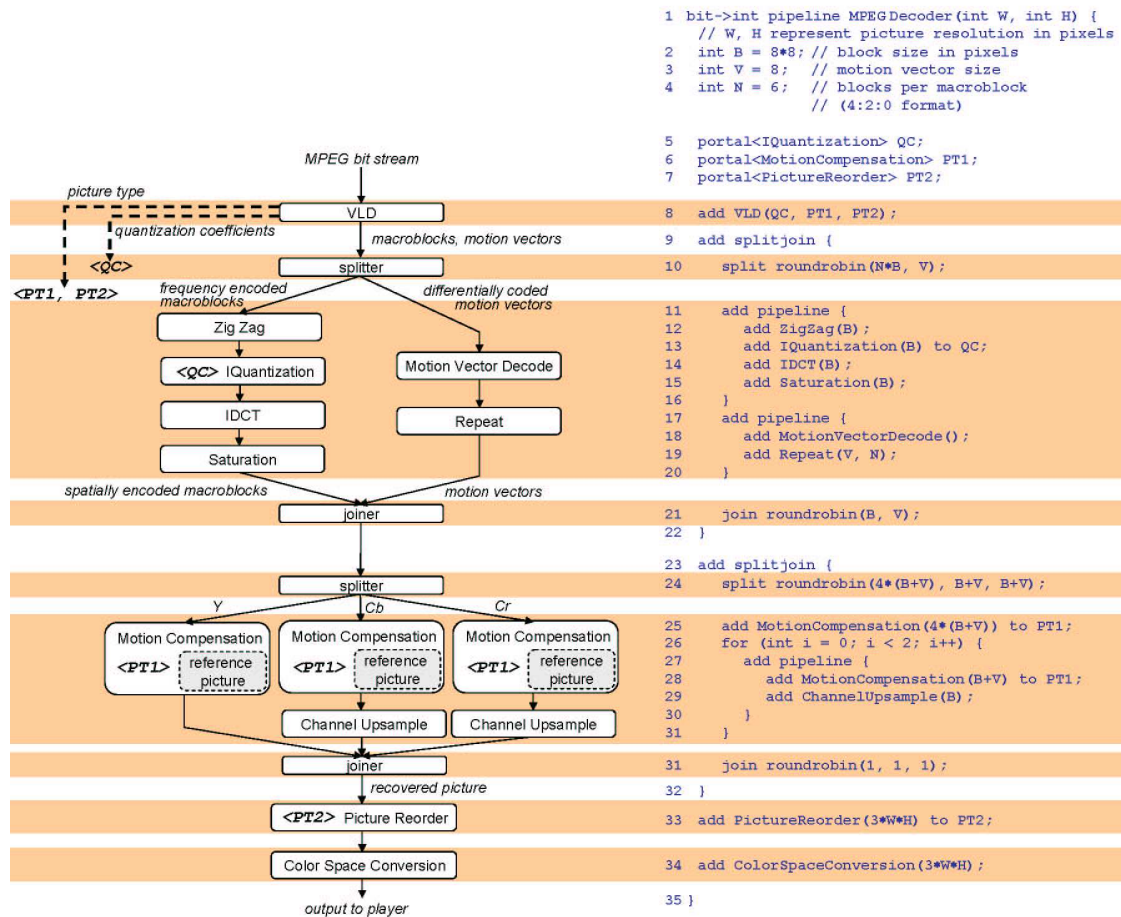 1 bit->int pipeline MPEGDecoder(int W, int H) {
// W, H represent picture resolution in pixels
2 int B = 8*8; // block size in pixels
3 int V = 8; // motion vector size
4 int N = 6; // blocks per macroblock
// (4:2:0 format)
5 portal<IQuantization> QC;
6 portal<MotionCompensation> PT1;
7 portal<PictureReorder> PT2;
8 add VLD(QC, PT1, PT2);
9 add splitjoin {
10 split roundrobin(N*B, V);
11 add pipeline {
12 add ZigZag(B);
13 add IQuantization(B) to QC;
14 add IDCT(B);
15 add Saturation(B);
16 }
17 add pipeline {
18 add MotionVectorDecode();
19 add Repeat(V, N);
20 }
21 join roundrobin(B, V);
22 }
23 add splitjoin {
24 split roundrobin(4*(B+V), B+V, B+V);
25 add MotionCompensation(4*(B+V)) to PT1;
26 for (int i = 0; i < 2; i++) {
27 add pipeline {
28 add MotionCompensation(B+V) to PT1;
29 add ChannelUpsample(B);
30 }
31 }
31 join roundrobin(1, 1, 1);
32 }
33 add PictureReorder(3*W*H) to PT2;
34 add ColorSpaceConversion(3*W*H);
35 }
MPEG bit stream
picture type
VLD
quantization coefficients
macroblocks, motion vectors
<QC>
splitter
<PT1, PT2>
frequency encoded
macroblocks
differentially coded
motion vectors
Zig Zag
<QC> IQuantization
Motion Vector Decode
IDCT
Repeat
Saturation
spatially encoded macroblocks
motion vectors
joiner
splitter
Y
Cb
Cr
Motion Compensation
<PT1>
reference
picture
Motion Compensation
<PT1>
reference
picture
Motion Compensation
<PT1>
reference
picture
Channel Upsample
Channel Upsample
joiner
recovered picture
<PT2> Picture Reorder
Color Space Conversion
output to player